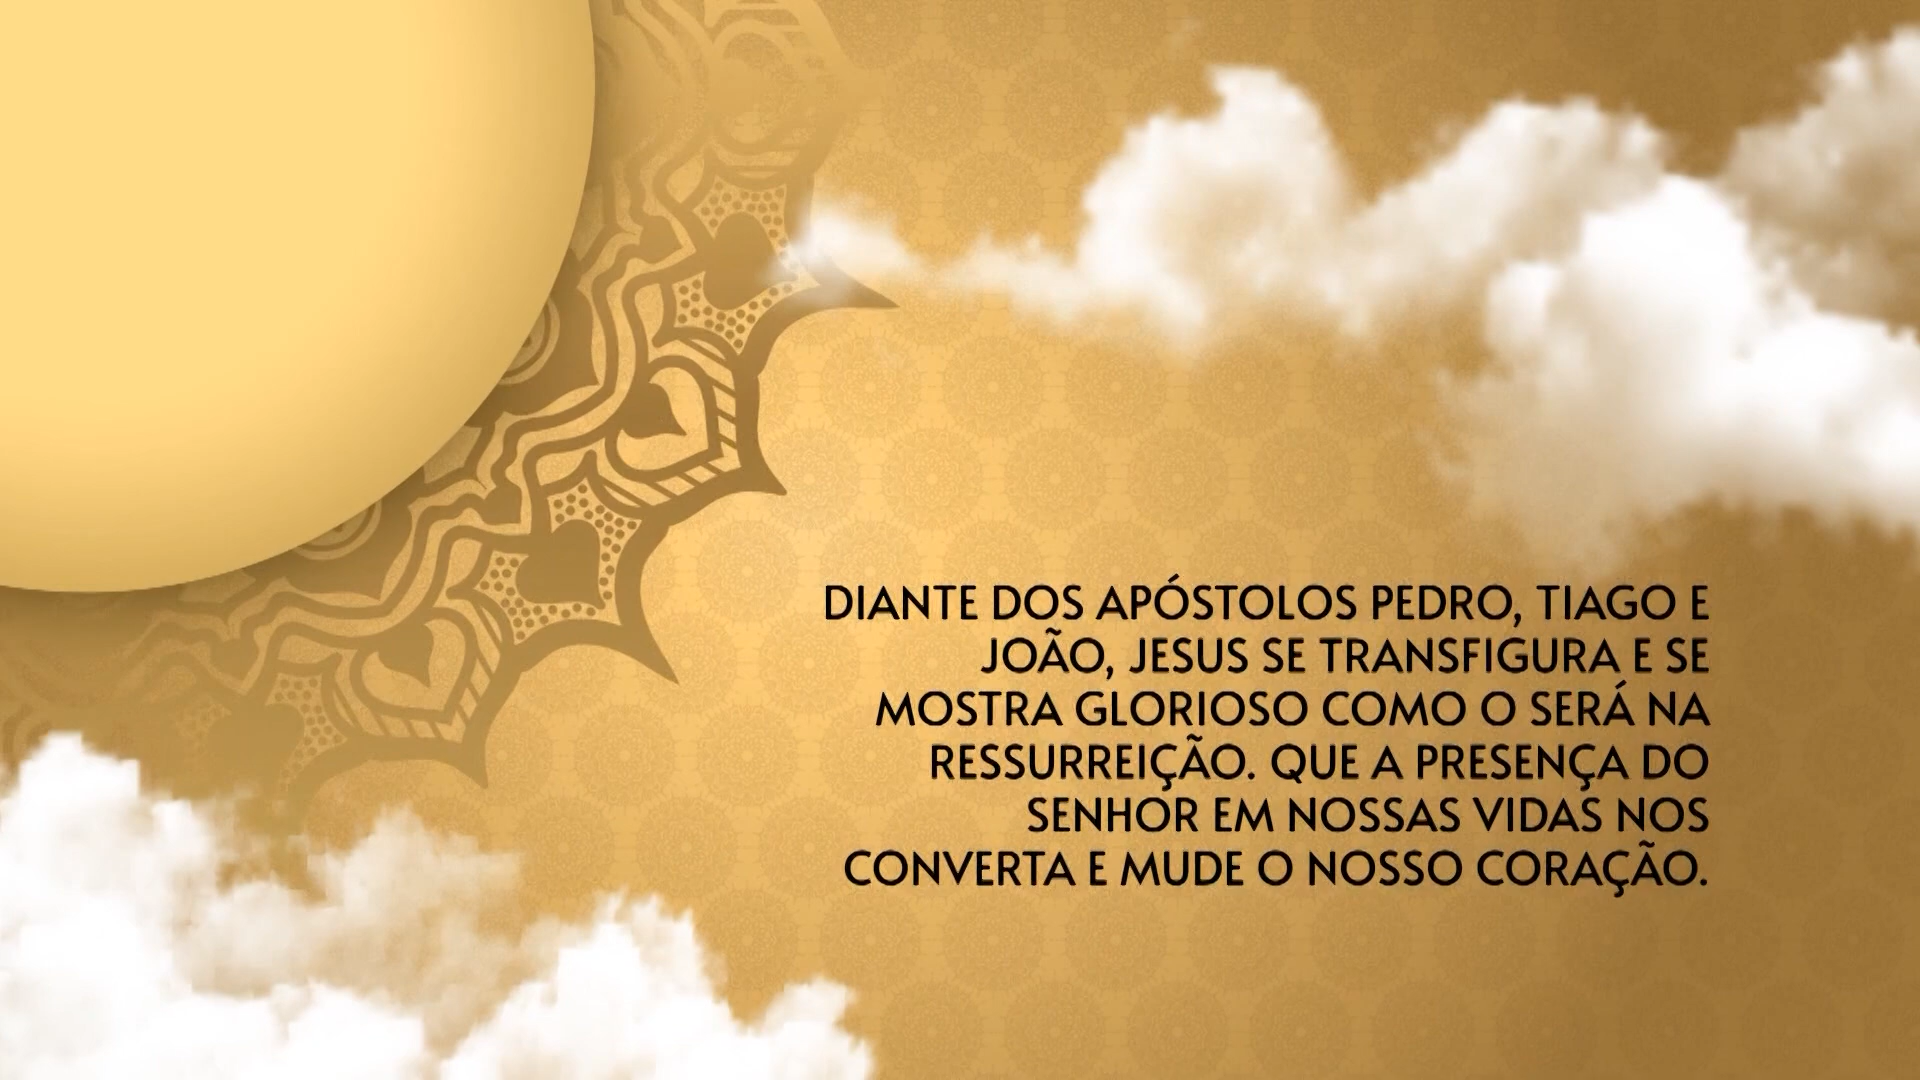 DIANTE DOS APÓSTOLOS PEDRO, TIAGO E
JOÃO, JESUS SE TRANSFIGURA E SE
MOSTRA GLORIOSO COMO O SERÁ NA
RESSURREIÇÃO. QUE A PRESENÇA DO
SENHOR EM NOSSAS VIDAS NOS
CONVERTA E MUDE O NOSSO CORAÇÃO.